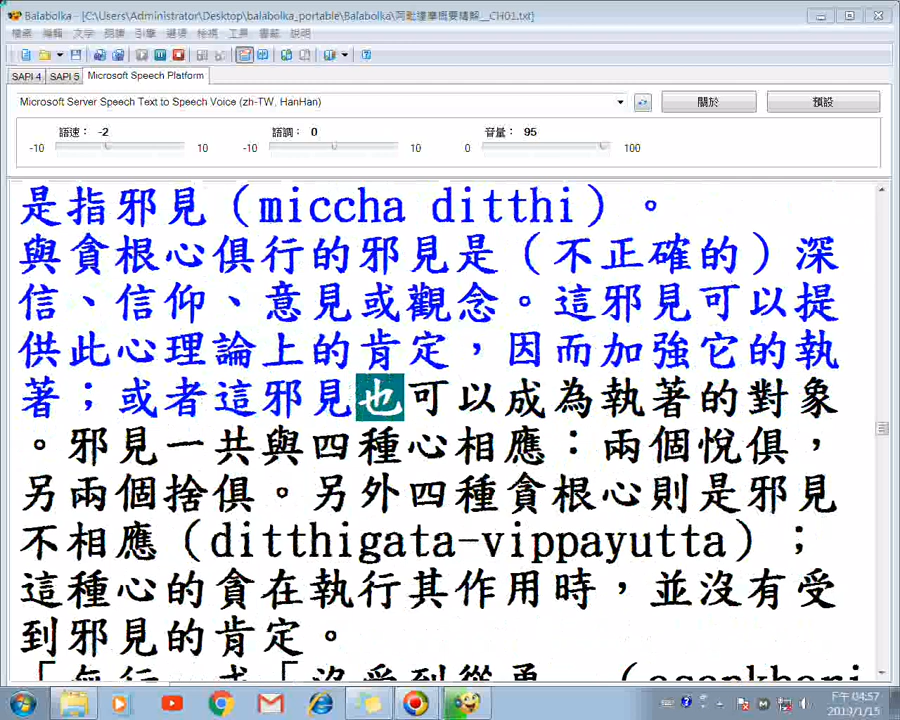 Balabolka - [C:\Users\Administrator\Desktop\balabolka_portable\Balabolka\阿毗達摩概要精解__CH01.txt]
檔案 編輯 文字 朗讀 引擎 選項 檢視 工具 書籤 說明
SAPI 4 SAPI 5 Microsoft Speech Platform
Microsoft Server Speech Text to Speech Voice (zh-TW, HanHan) 關於 預設
語速： -2 語調： 0 音量： 95
-10 10 -10 10 0 100
是指邪見（miccha ditthi）。
與貪根心俱行的邪見是（不正確的）深
信、信仰、意見或觀念。這邪見可以提
供此心理論上的肯定，因而加強它的執
著；或者這邪見也可以成為執著的對象
。邪見一共與四種心相應：兩個悅俱，
另兩個捨俱。另外四種貪根心則是邪見
不相應（ditthigata-vippayutta）；
這種心的貪在執行其作用時，並沒有受
到邪見的肯定。
下午 04:57
2019/1/15